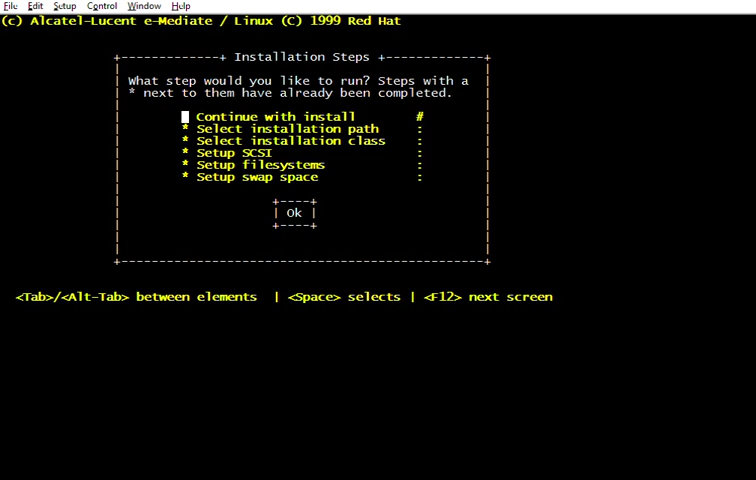 File Edit Setup Control Window Help
(c) Alcatel-Lucent e-Mediate / Linux (C) 1999 Red Hat
+-------------+ Installation Steps +-------------+
What step would you like to run? Steps with a
* next to them have already been completed.
Continue with install #
* Select installation path :
* Select installation class :
* Setup SCSI :
* Setup filesystems :
* Setup swap space :
+----+
| Ok |
+----+
<Tab>/<Alt-Tab> between elements | <Space> selects | <F12> next screen